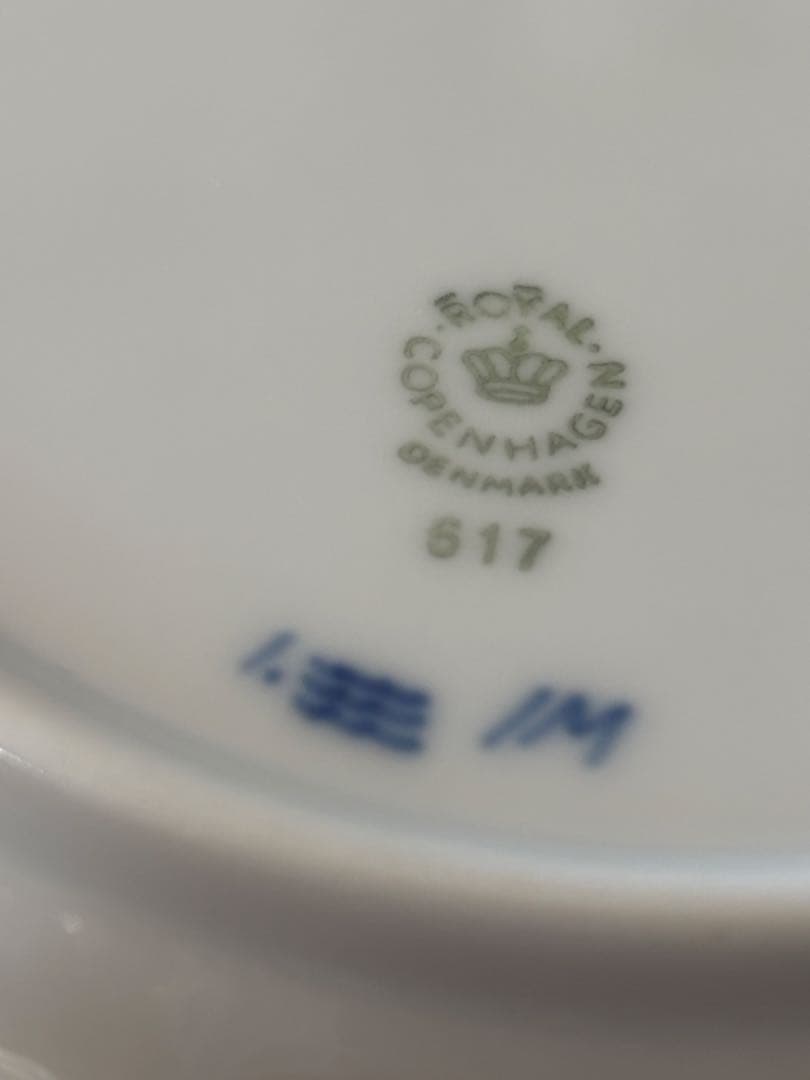 ROYAL
COPENHAGEN
DENMARK
617